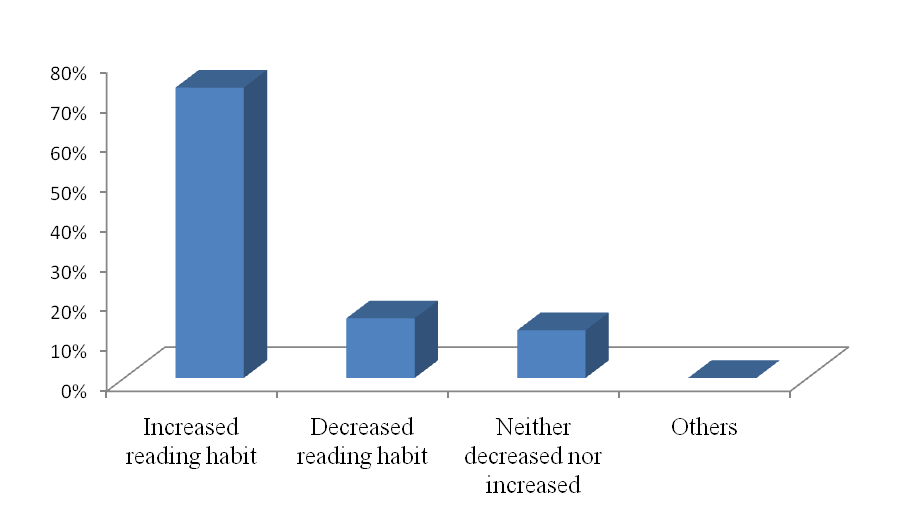 80%
70%
60%
50%
40%
30%
20%
10%
0%
Increased
reading habit
Decreased
reading habit
Neither
decreased nor
increased
Others